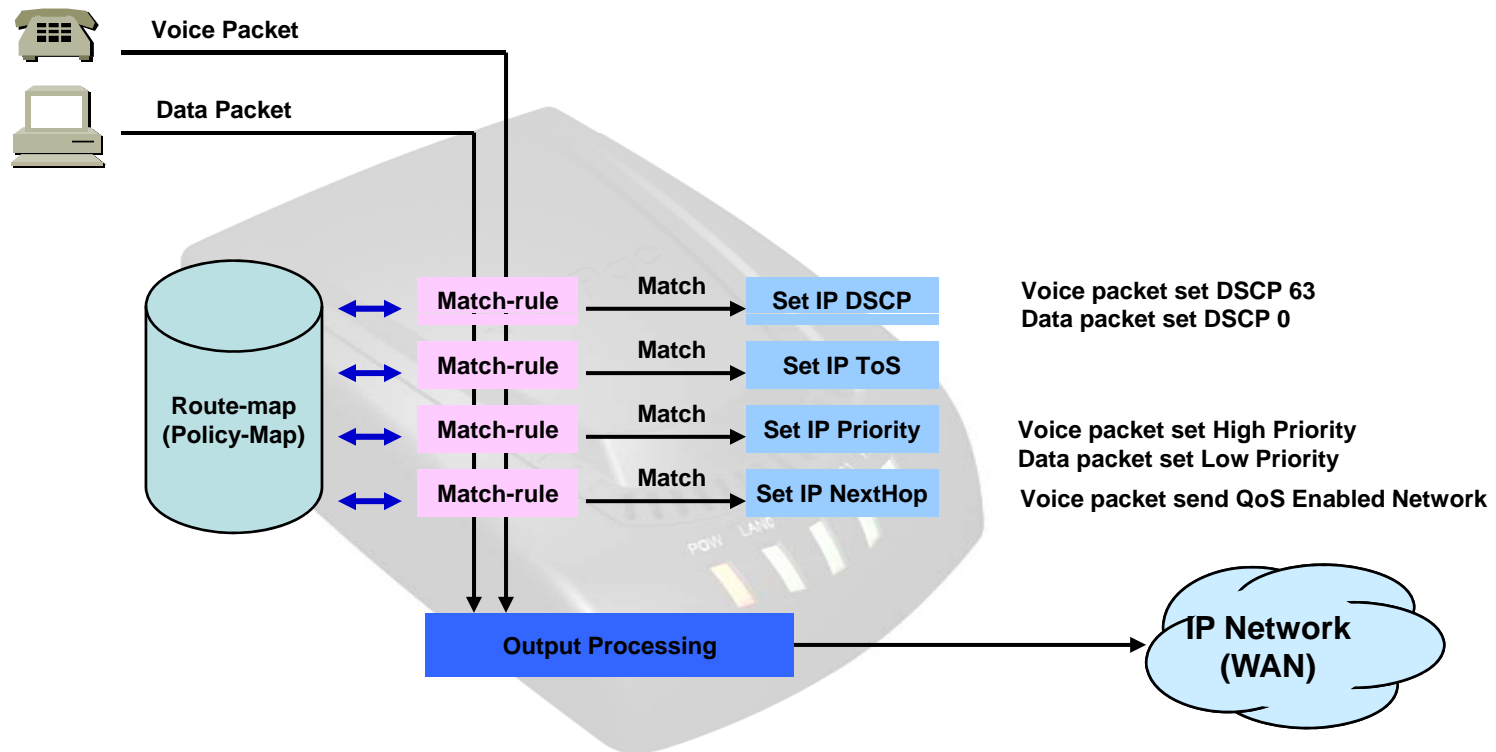 Voice Packet
Data Packet
Route-map
(Policy-Map)
Match-rule
Match
Set IP DSCP
Voice packet set DSCP 63
Data packet set DSCP 0
Match-rule
Match
Set IP ToS
Match-rule
Match
Set IP Priority
Voice packet set High Priority
Data packet set Low Priority
Match-rule
Match
Set IP NextHop
Voice packet send QoS Enabled Network
POW
Output Processing
IP Network
(WAN)